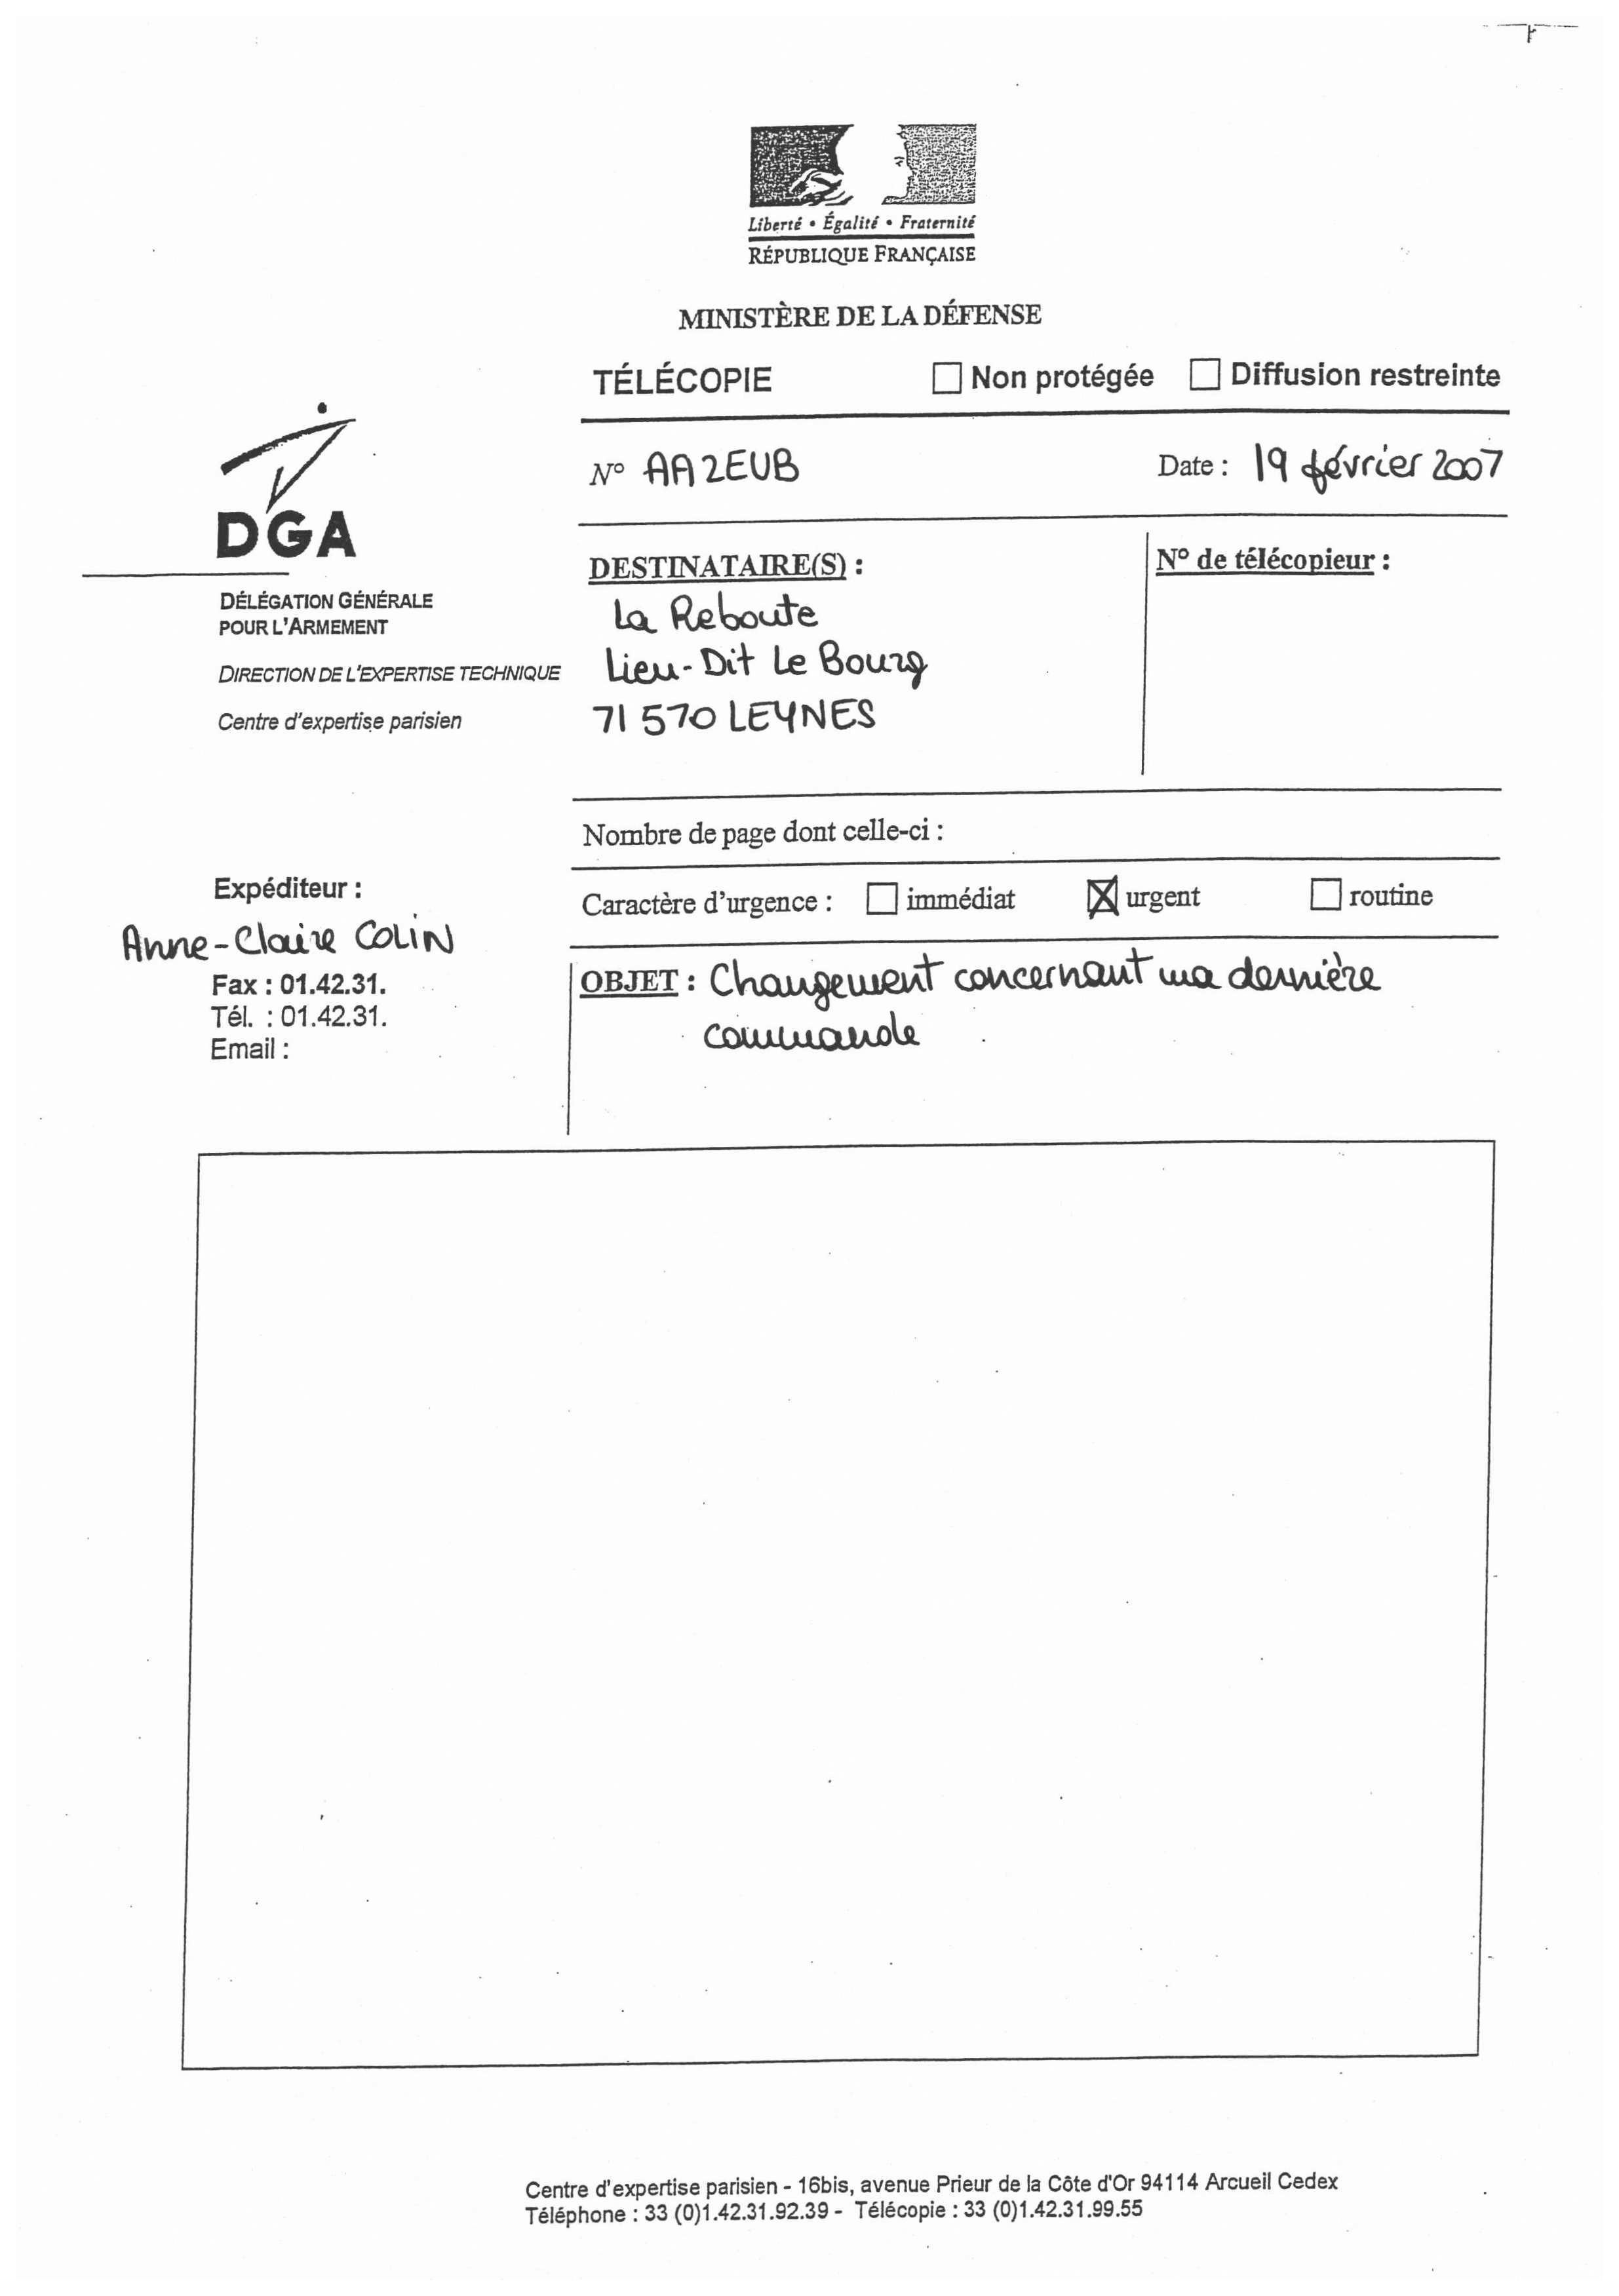 Liberté • Égalité • Fraternité
RÉPUBLIQUE FRANÇAISE
MINISTÈRE DE LA DÉFENSE
TÉLÉCOPIE ☐ Non protégée ☐ Diffusion restreinte
N° AA2EUB Date : 19 février 2007
DGA
DÉLÉGATION GÉNÉRALE
POUR L'ARMEMENT
DIRECTION DE L'EXPERTISE TECHNIQUE
Centre d'expertise parisien
DESTINATAIRE(S) :
La Reboute
Lieu-Dit Le Bourg
71 570 LEYNES
N° de télécopieur :
Nombre de page dont celle-ci :
Caractère d'urgence : ☐ immédiat ☒ urgent ☐ routine
Expéditeur :
Anne-Claire COLIN
Fax : 01.42.31.
Tél. : 01.42.31.
Email :
OBJET : Changement concernant ma dernière
commande
Centre d'expertise parisien - 16bis, avenue Prieur de la Côte d'Or 94114 Arcueil Cedex
Téléphone : 33 (0)1.42.31.92.39 - Télécopie : 33 (0)1.42.31.99.55